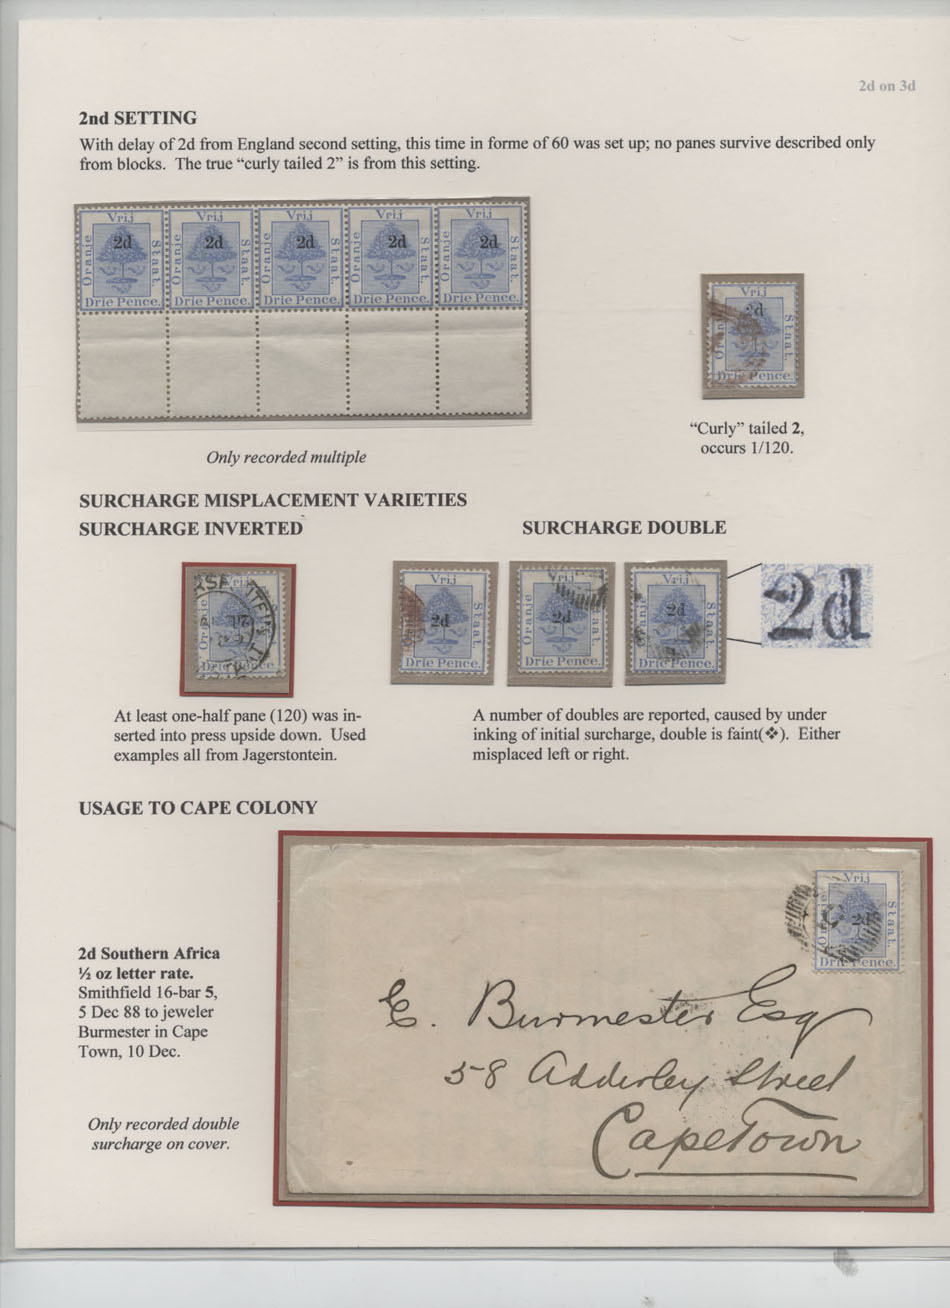 2d on 3d
2nd SETTING
With delay of 2d from England second setting, this time in forme of 60 was set up; no panes survive described only
from blocks. The true “curly tailed 2” is from this setting.
Vrij Vrij Vrij Vrij Vrij
Oranje 2d Staat. Oranje 2d Staat. Oranje 2d Staat. Oranje 2d Staat. Oranje 2d Staat.
Drie Pence. Drie Pence. Drie Pence. Drie Pence. Drie Pence.
Vrij
Oranje 2d Staat.
Drie Pence.
“Curly” tailed 2,
occurs 1/120.
Only recorded multiple
SURCHARGE MISPLACEMENT VARIETIES
SURCHARGE INVERTED
SURCHARGE DOUBLE
Vrij
Oranje
Drie Pence.
Vrij Vrij Vrij
Oranje 2d Staat. Oranje 2d Staat. Oranje 2d Staat.
Drie Pence. Drie Pence. Drie Pence.
2d
At least one-half pane (120) was in-
serted into press upside down. Used
examples all from Jagerstontein.
A number of doubles are reported, caused by under
inking of initial surcharge, double is faint(❖). Either
misplaced left or right.
USAGE TO CAPE COLONY
2d Southern Africa
½ oz letter rate.
Smithfield 16-bar 5,
5 Dec 88 to jeweler
Burmester in Cape
Town, 10 Dec.
Only recorded double
surcharge on cover.
Vrij
Oranje 2d Staat.
Drie Pence.
E. Burmester Esq
58 Adderley Street
CapeTown